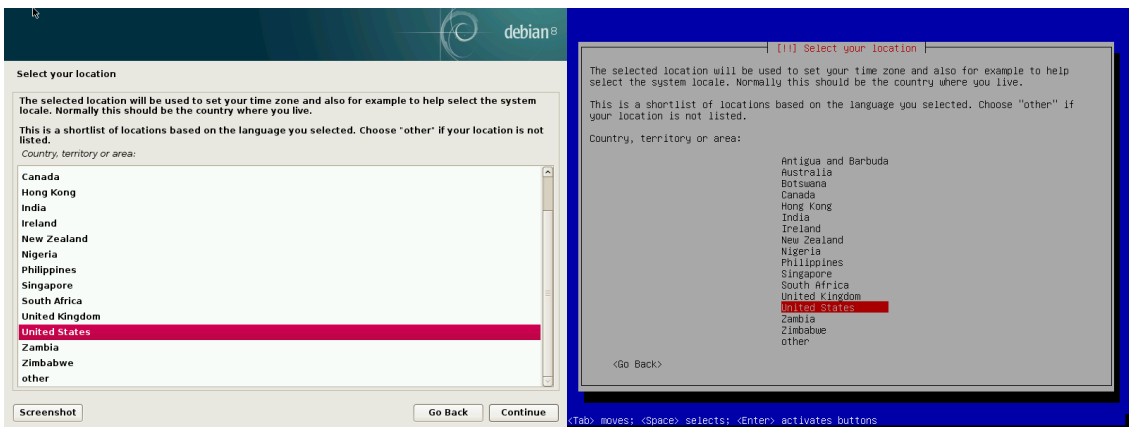 debian 8
Select your location
The selected location will be used to set your time zone and also for example to help select the system
locale. Normally this should be the country where you live.
This is a shortlist of locations based on the language you selected. Choose "other" if your location is not
listed.
Country, territory or area:
Canada
Hong Kong
India
Ireland
New Zealand
Nigeria
Philippines
Singapore
South Africa
United Kingdom
United States
Zambia
Zimbabwe
other
Screenshot
Go Back
Continue
[!!] Select your location
The selected location will be used to set your time zone and also for example to help
select the system locale. Normally this should be the country where you live.
This is a shortlist of locations based on the language you selected. Choose "other" if
your location is not listed.
Country, territory or area:
Antigua and Barbuda
Australia
Botswana
Canada
Hong Kong
India
Ireland
New Zealand
Nigeria
Philippines
Singapore
South Africa
United Kingdom
United States
Zambia
Zimbabwe
other
<Go Back>
<Tab> moves; <Space> selects; <Enter> activates buttons